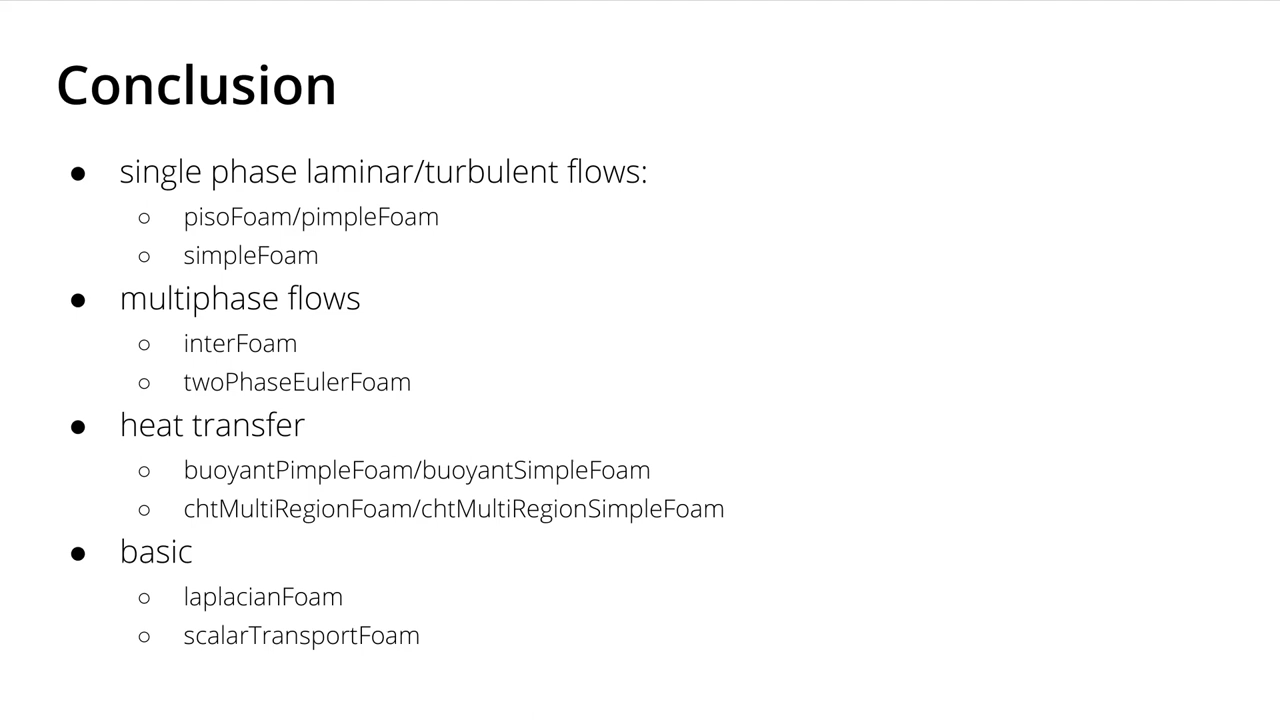 Conclusion
● single phase laminar/turbulent flows:
○ pisoFoam/pimpleFoam
○ simpleFoam
● multiphase flows
○ interFoam
○ twoPhaseEulerFoam
● heat transfer
○ buoyantPimpleFoam/buoyantSimpleFoam
○ chtMultiRegionFoam/chtMultiRegionSimpleFoam
● basic
○ laplacianFoam
○ scalarTransportFoam